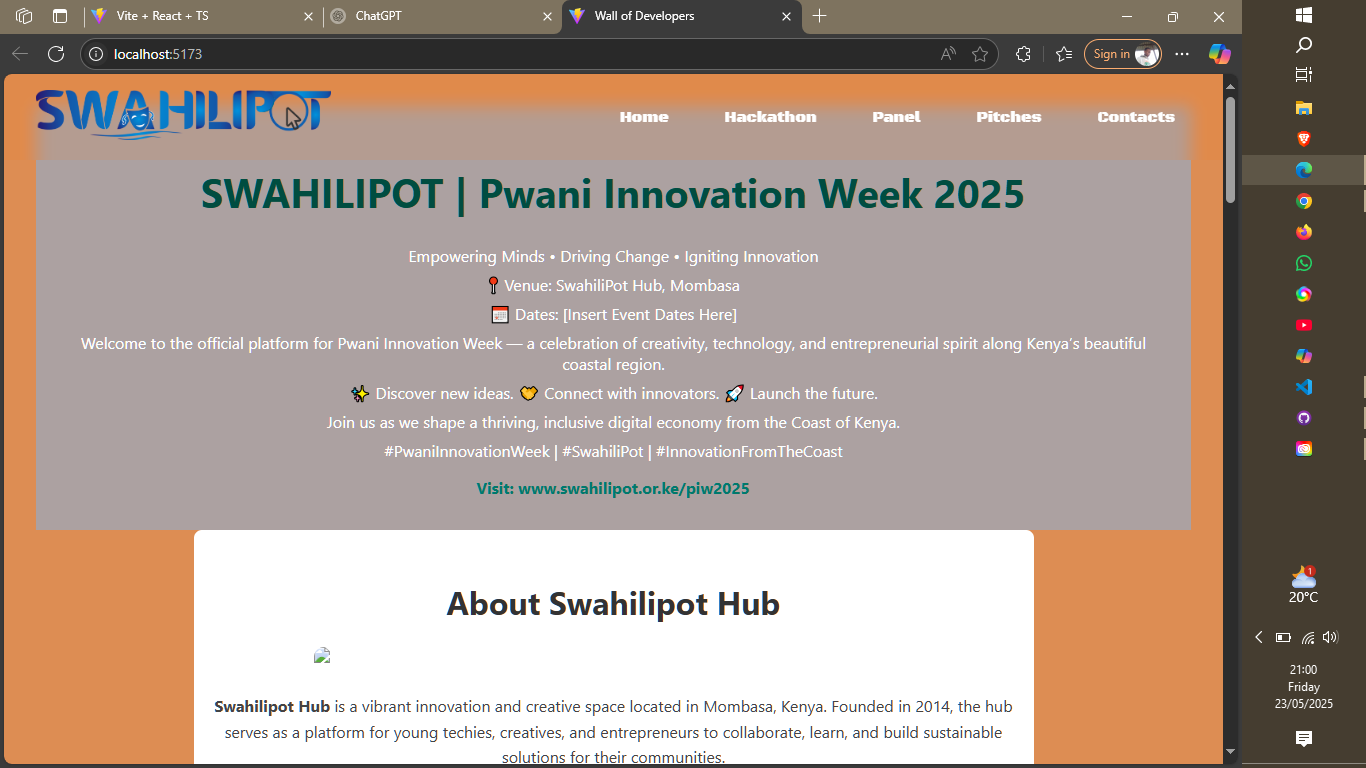 Vite + React + TS
ChatGPT
Wall of Developers
localhost:5173
Sign in
SWAHILIPOT
Home
Hackathon
Panel
Pitches
Contacts
SWAHILIPOT | Pwani Innovation Week 2025
Empowering Minds • Driving Change • Igniting Innovation
📍 Venue: SwahiliPot Hub, Mombasa
📅 Dates: [Insert Event Dates Here]
Welcome to the official platform for Pwani Innovation Week — a celebration of creativity, technology, and entrepreneurial spirit along Kenya’s beautiful
coastal region.
✨ Discover new ideas. 🤝 Connect with innovators. 🚀 Launch the future.
Join us as we shape a thriving, inclusive digital economy from the Coast of Kenya.
#PwaniInnovationWeek | #SwahiliPot | #InnovationFromTheCoast
Visit: www.swahilipot.or.ke/piw2025
About Swahilipot Hub
Swahilipot Hub is a vibrant innovation and creative space located in Mombasa, Kenya. Founded in 2014, the hub
serves as a platform for young techies, creatives, and entrepreneurs to collaborate, learn, and build sustainable
solutions for their communities.
1
20°C
21:00
Friday
23/05/2025